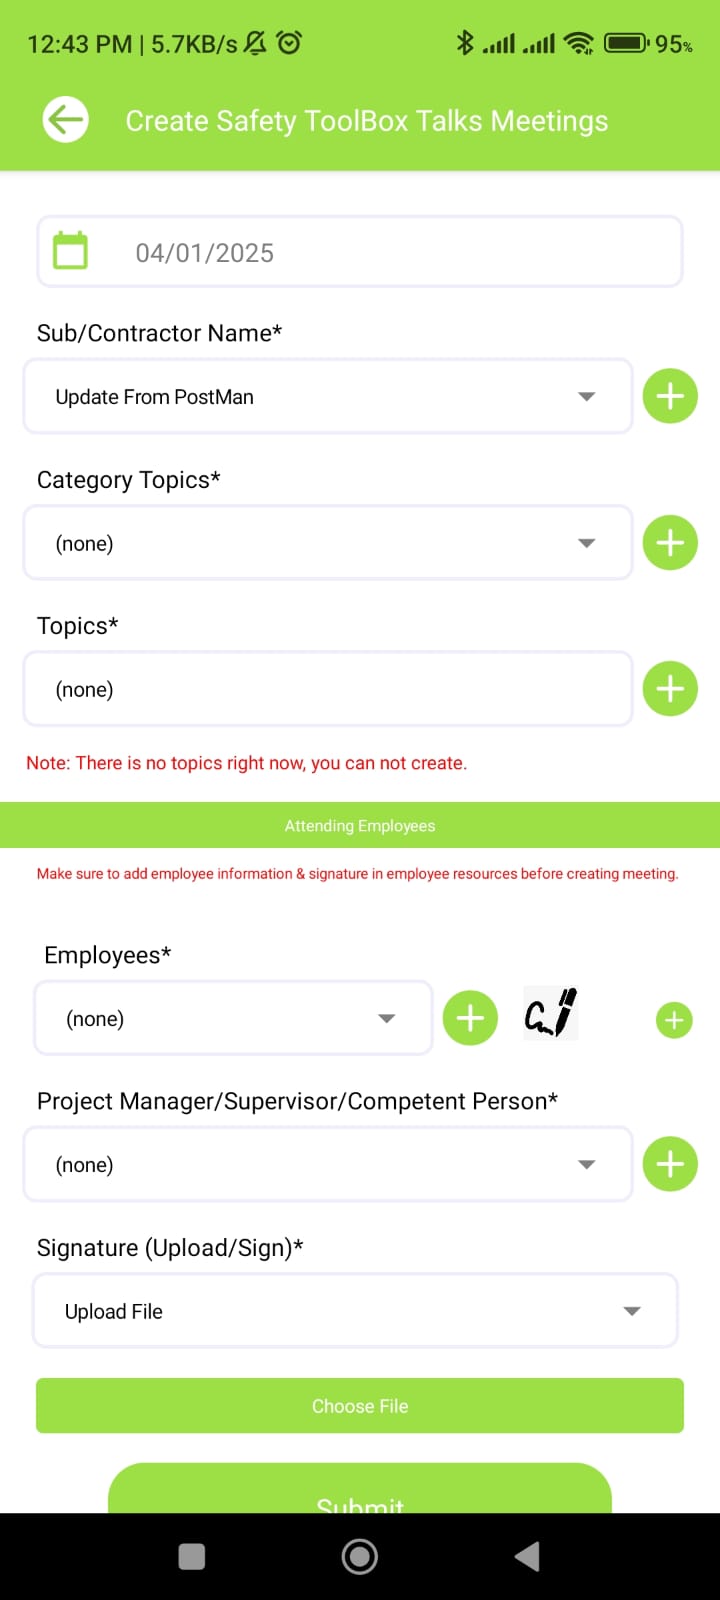 12:43 PM | 5.7KB/s 95%
Create Safety ToolBox Talks Meetings
04/01/2025
Sub/Contractor Name*
Update From PostMan
Category Topics*
(none)
Topics*
(none)
Note: There is no topics right now, you can not create.
Attending Employees
Make sure to add employee information & signature in employee resources before creating meeting.
Employees*
(none)
Project Manager/Supervisor/Competent Person*
(none)
Signature (Upload/Sign)*
Upload File
Choose File
Submit